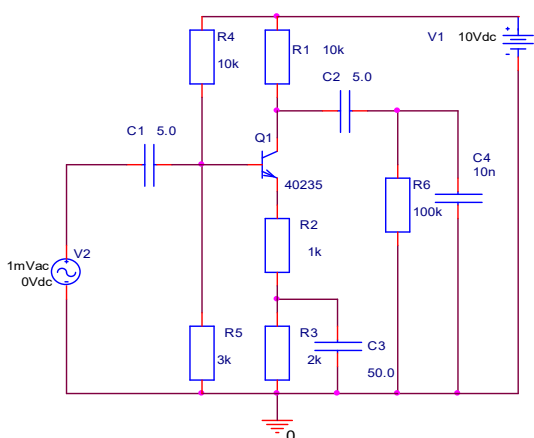 R4
10k
R1 10k
V1 10Vdc
C2 5.0
C1 5.0
Q1
40235
C4
10n
R6
100k
R2
1k
V2
1mVac
0Vdc
R5
3k
R3
2k
C3
50.0
0